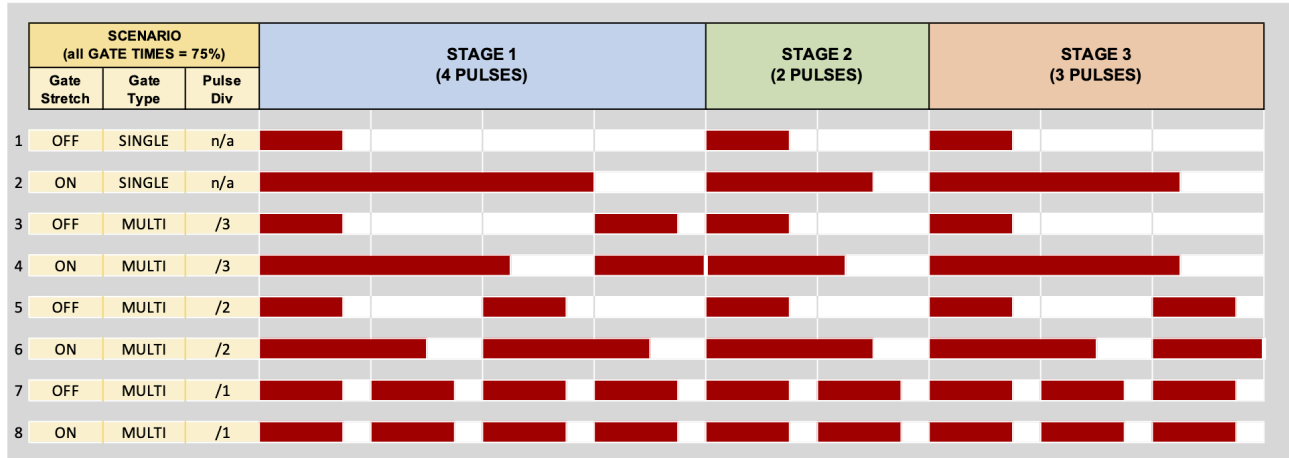 SCENARIO
(all GATE TIMES = 75%)
Gate Stretch Gate Type Pulse Div
STAGE 1
(4 PULSES)
STAGE 2
(2 PULSES)
STAGE 3
(3 PULSES)
1 OFF SINGLE n/a
2 ON SINGLE n/a
3 OFF MULTI /3
4 ON MULTI /3
5 OFF MULTI /2
6 ON MULTI /2
7 OFF MULTI /1
8 ON MULTI /1